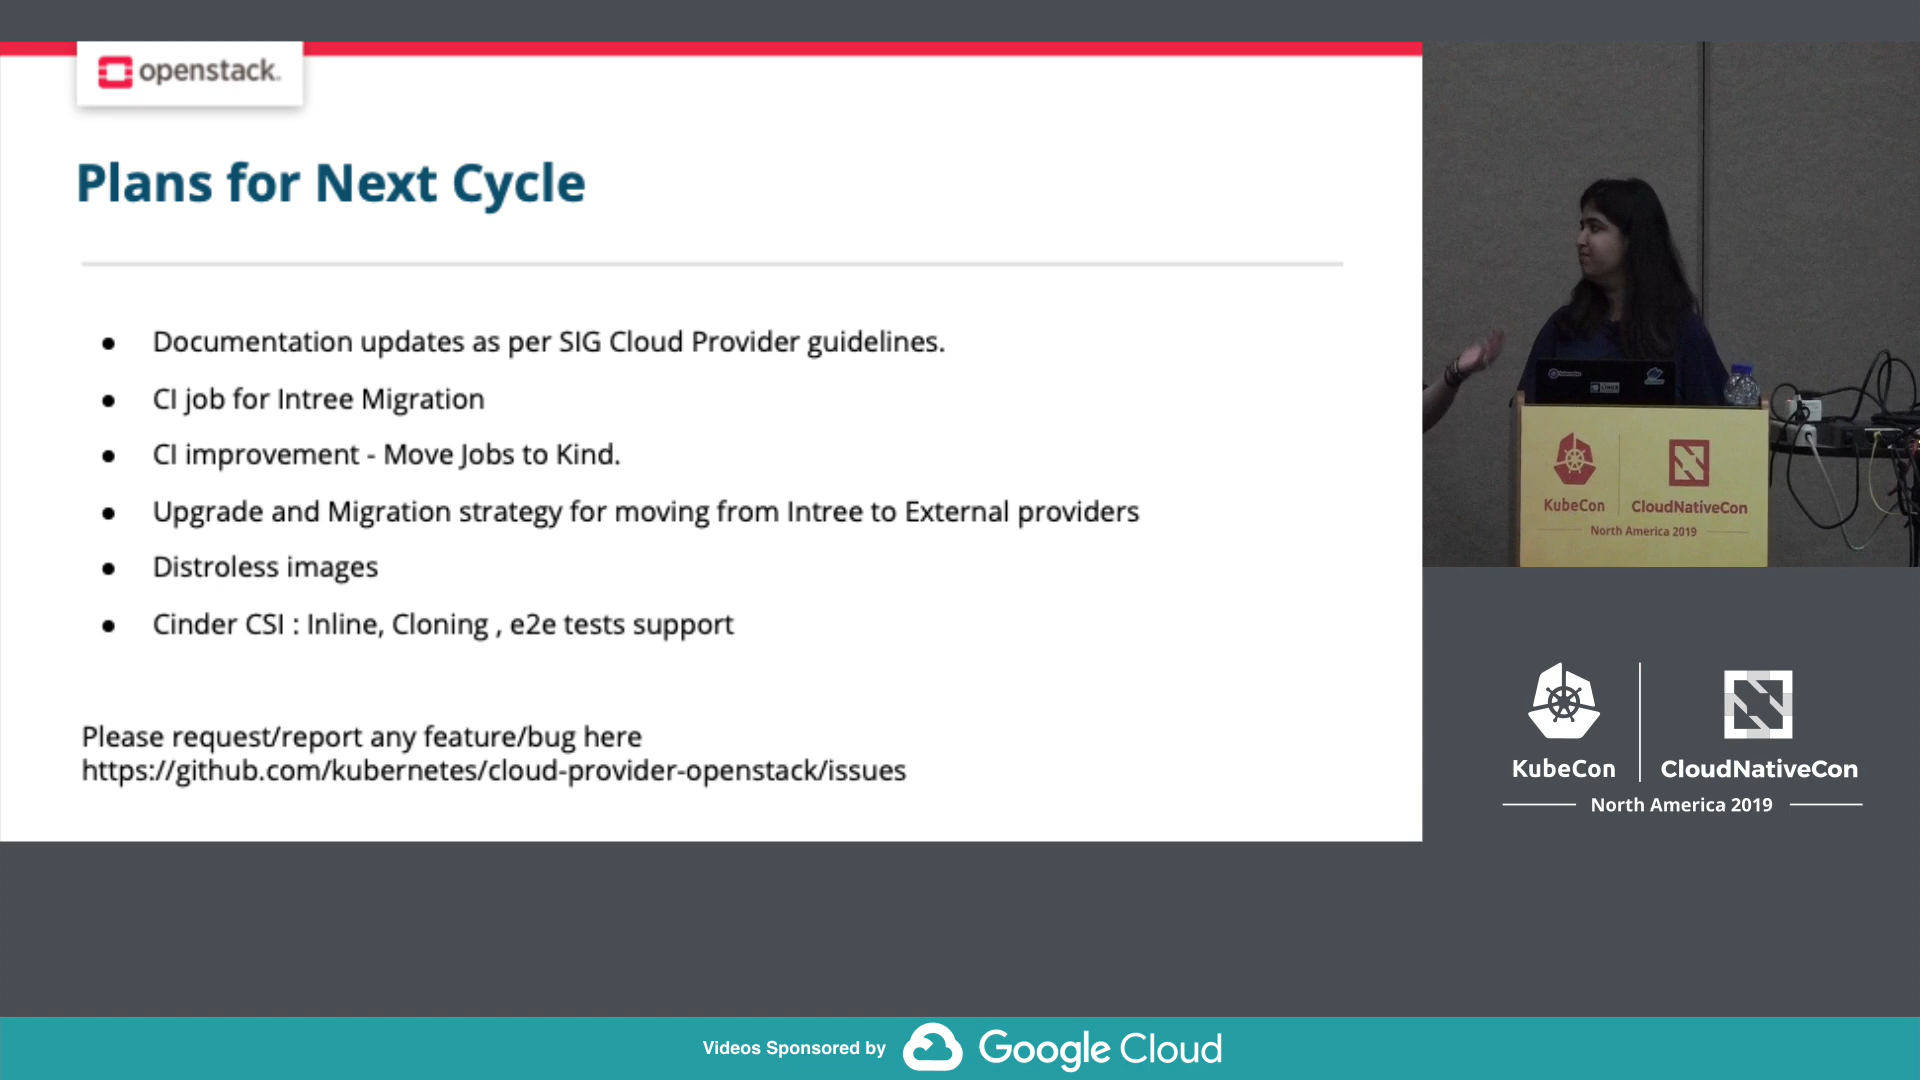 openstack.
Plans for Next Cycle
Documentation updates as per SIG Cloud Provider guidelines.
CI job for Intree Migration
CI improvement - Move Jobs to Kind.
Upgrade and Migration strategy for moving from Intree to External providers
Distroless images
Cinder CSI : Inline, Cloning , e2e tests support
Please request/report any feature/bug here
https://github.com/kubernetes/cloud-provider-openstack/issues
KubeCon
CloudNativeCon
North America 2019
KubeCon
CloudNativeCon
North America 2019
Videos Sponsored by
Google Cloud